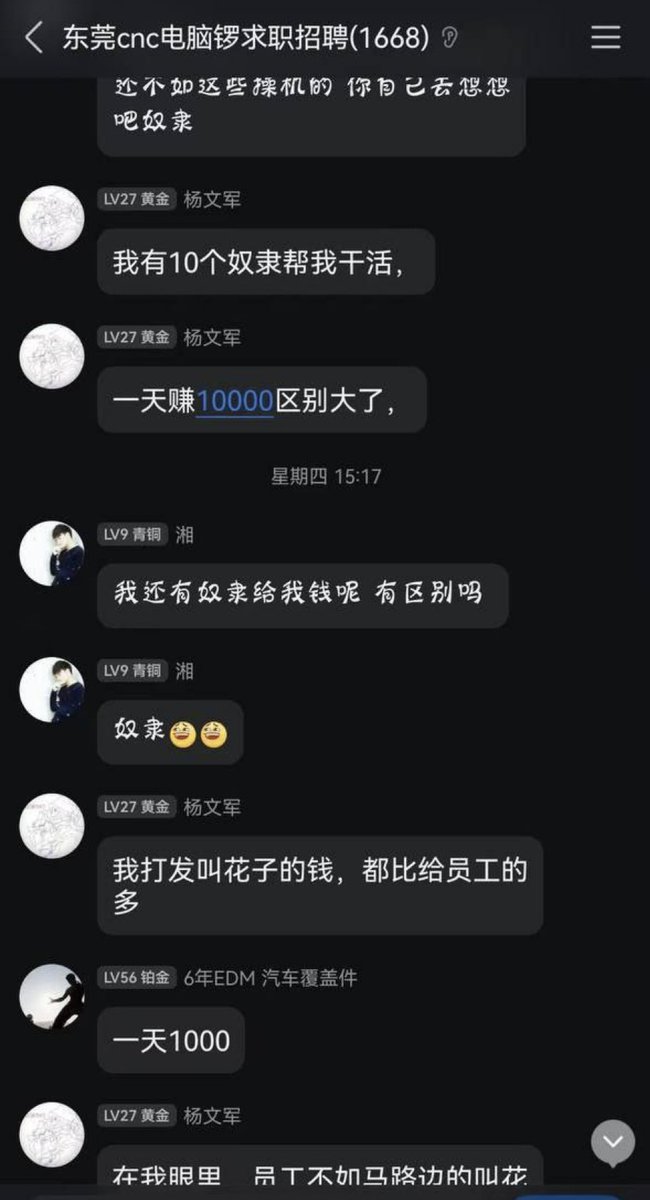 东莞cnc电脑锣求职招聘(1668)
还不如这些操机的 你自己去想想
吧奴隶
LV27 黄金 杨文军
我有10个奴隶帮我干活，
LV27 黄金 杨文军
一天赚10000区别大了，
星期四 15:17
LV9 青铜 湘
我还有奴隶给我钱呢 有区别吗
LV9 青铜 湘
奴隶
LV27 黄金 杨文军
我打发叫花子的钱，都比给员工的
多
LV56 铂金 6年EDM 汽车覆盖件
一天1000
LV27 黄金 杨文军
在我眼里，员工不如马路边的叫花